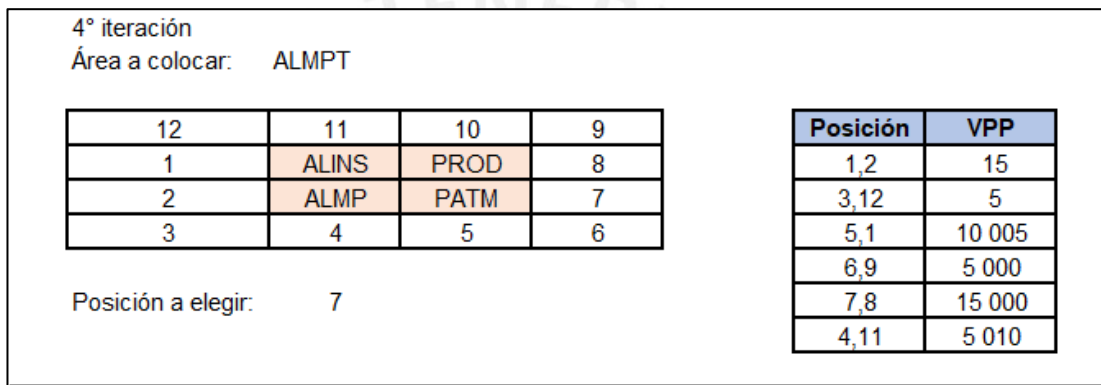 4° iteración
Área a colocar: ALMPT
12 11 10 9
1 ALINS PROD 8
2 ALMP PATM 7
3 4 5 6
Posición a elegir: 7
Posición VPP
1,2 15
3,12 5
5,1 10 005
6,9 5 000
7,8 15 000
4,11 5 010